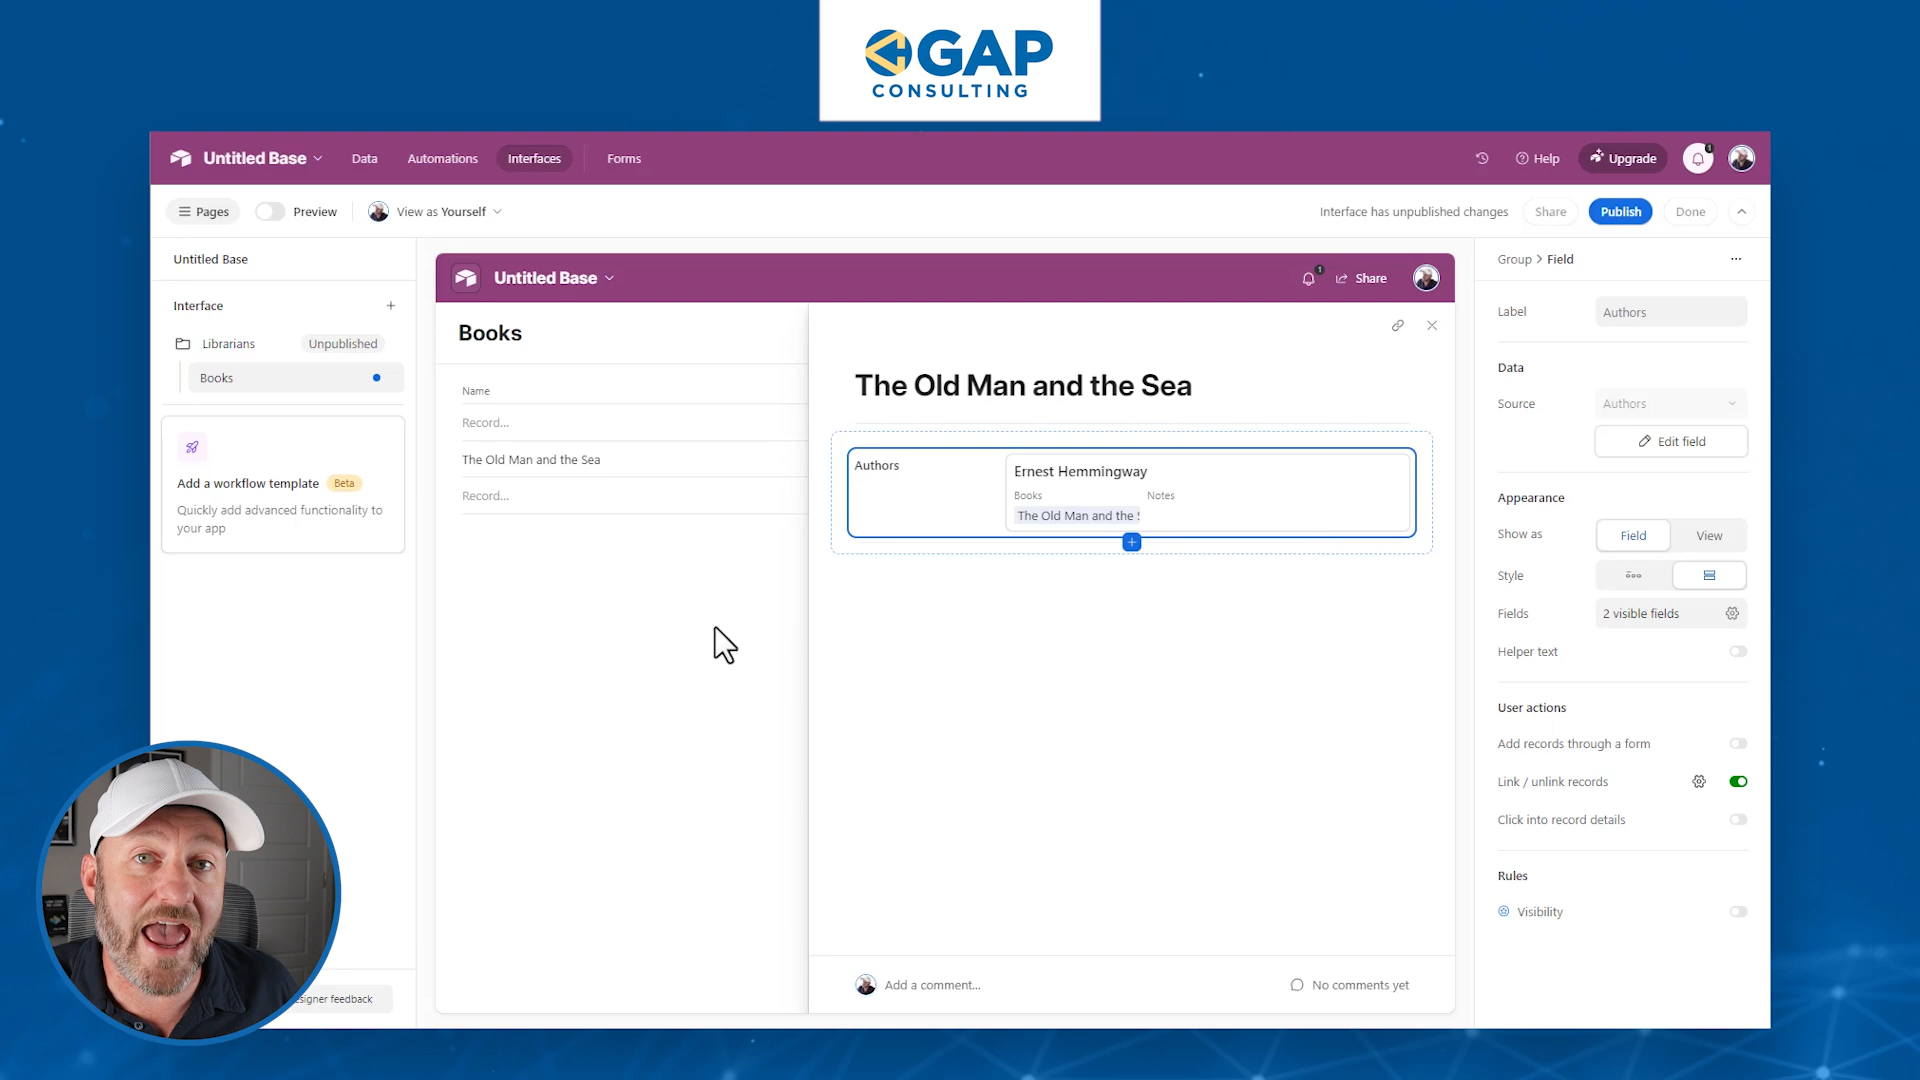 GAP
CONSULTING
Untitled Base
Data
Automations
Interfaces
Forms
Help
Upgrade
1
Pages
Preview
View as Yourself
Interface has unpublished changes
Share
Publish
Done
Untitled Base
Interface
Librarians
Unpublished
Books
Add a workflow template Beta
Quickly add advanced functionality to
your app
esigner feedback
Untitled Base
1
Share
Books
Name
Record...
The Old Man and the Sea
Record...
The Old Man and the Sea
Authors
Ernest Hemmingway
Books
Notes
The Old Man and the
Add a comment...
No comments yet
Group > Field
Label
Authors
Data
Source
Authors
Edit field
Appearance
Show as
Field
View
Style
Fields
2 visible fields
Helper text
User actions
Add records through a form
Link / unlink records
Click into record details
Rules
Visibility